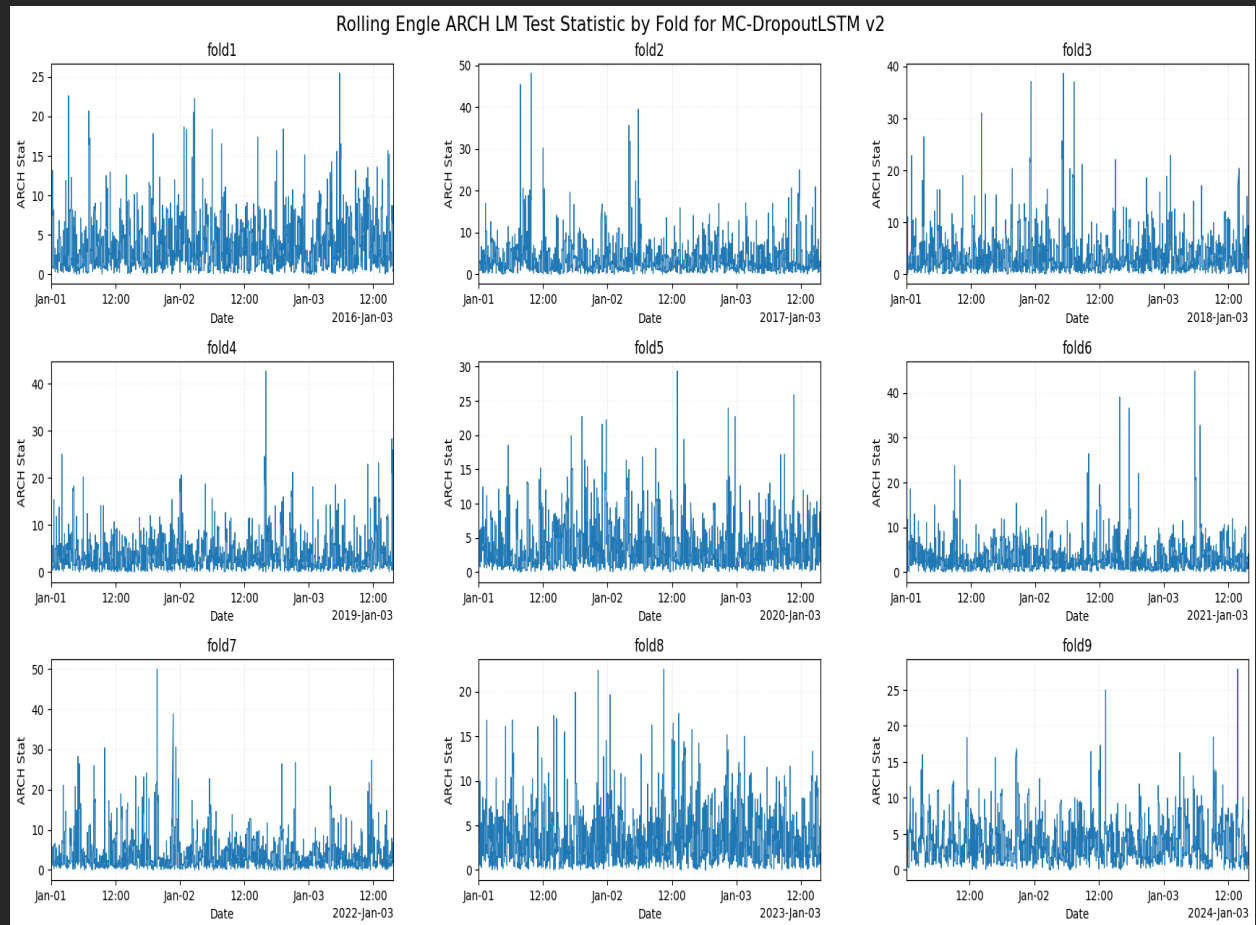 Rolling Engle ARCH LM Test Statistic by Fold for MC-DropoutLSTM v2
fold1
25
20
15
10
5
0
ARCH Stat
Jan-01 12:00 Jan-02 12:00 Jan-03 12:00
Date
2016-Jan-03
fold2
50
40
30
20
10
0
ARCH Stat
Jan-01 12:00 Jan-02 12:00 Jan-03 12:00
Date
2017-Jan-03
fold3
40
30
20
10
0
ARCH Stat
Jan-01 12:00 Jan-02 12:00 Jan-03 12:00
Date
2018-Jan-03
fold4
40
30
20
10
0
ARCH Stat
Jan-01 12:00 Jan-02 12:00 Jan-03 12:00
Date
2019-Jan-03
fold5
30
25
20
15
10
5
0
ARCH Stat
Jan-01 12:00 Jan-02 12:00 Jan-03 12:00
Date
2020-Jan-03
fold6
40
30
20
10
0
ARCH Stat
Jan-01 12:00 Jan-02 12:00 Jan-03 12:00
Date
2021-Jan-03
fold7
50
40
30
20
10
0
ARCH Stat
Jan-01 12:00 Jan-02 12:00 Jan-03 12:00
Date
2022-Jan-03
fold8
20
15
10
5
0
ARCH Stat
Jan-01 12:00 Jan-02 12:00 Jan-03 12:00
Date
2023-Jan-03
fold9
25
20
15
10
5
0
ARCH Stat
12:00 Jan-02 12:00 Jan-03 12:00
Date
2024-Jan-03